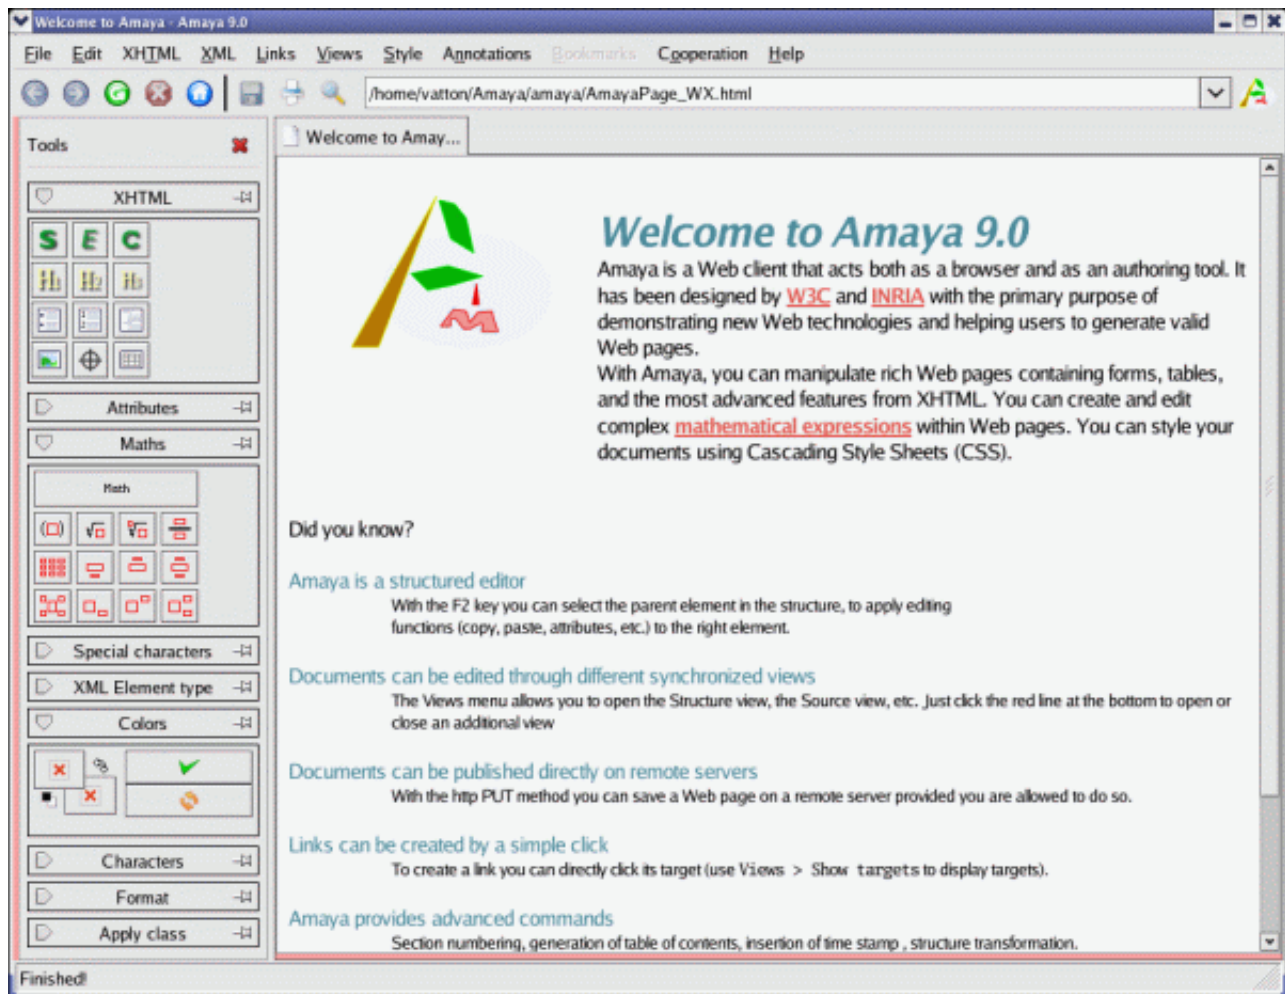 Welcome to Amaya - Amaya 9.0
File Edit XHTML XML Links Views Style Annotations Bookmarks Cooperation Help
/home/vatton/Amaya/amaya/AmayaPage_WX.html
Tools
Welcome to Amay...
XHTML
S E C
H1 H2 H3
Attributes
Maths
Math
Special characters
XML Element type
Colors
Characters
Format
Apply class
Welcome to Amaya 9.0
Amaya is a Web client that acts both as a browser and as an authoring tool. It
has been designed by W3C and INRIA with the primary purpose of
demonstrating new Web technologies and helping users to generate valid
Web pages.
With Amaya, you can manipulate rich Web pages containing forms, tables,
and the most advanced features from XHTML. You can create and edit
complex mathematical expressions within Web pages. You can style your
documents using Cascading Style Sheets (CSS).
Did you know?
Amaya is a structured editor
With the F2 key you can select the parent element in the structure, to apply editing
functions (copy, paste, attributes, etc.) to the right element.
Documents can be edited through different synchronized views
The Views menu allows you to open the Structure view, the Source view, etc. Just click the red line at the bottom to open or
close an additional view
Documents can be published directly on remote servers
With the http PUT method you can save a Web page on a remote server provided you are allowed to do so.
Links can be created by a simple click
To create a link you can directly click its target (use Views > Show targets to display targets).
Amaya provides advanced commands
Section numbering, generation of table of contents, insertion of time stamp , structure transformation.
Finished!